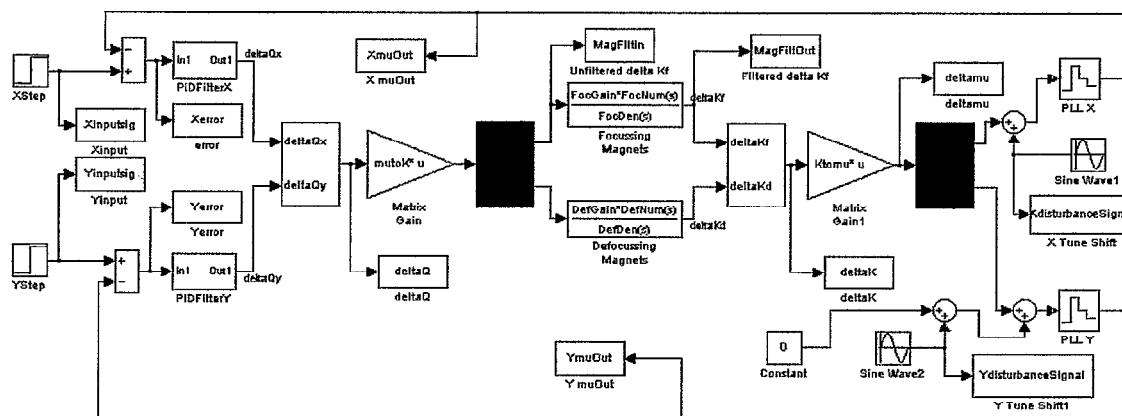 XStep
−
+
In1 Out1
PIDFilterX
deltaQx
Xinputsig
Xinput
Xerror
error
Yinputsig
Yinput
Yerror
Yerror
YStep
+
−
In1 Out1
PIDFilterY
deltaQy
deltaQx
deltaQy
XmuOut
X muOut
mutoK* u
Matrix
Gain
deltaQ
deltaQ
MagFiltIn
Unfiltered delta Kf
FocGain*FocNum(s)
FocDen(s)
Focussing
Magnets
deltaKf
MagFiltOut
Filtered delta Kf
DefGain*DefNum(s)
DefDen(s)
Defocussing
Magnets
deltaKd
deltaKf
deltaKd
Ktomu* u
Matrix
Gain1
deltamu
deltamu
deltaK
deltaK
+
+
PLL X
Sine Wave1
XdisturbanceSignal
X Tune Shift
0
Constant
+
+
Sine Wave2
+
+
PLL Y
YdisturbanceSignal
Y Tune Shift1
YmuOut
Y muOut